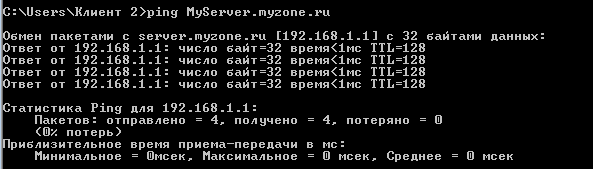 C:\Users\Клиент 2>ping MyServer.myzone.ru
Обмен пакетами с server.myzone.ru [192.168.1.1] с 32 байтами данных:
Ответ от 192.168.1.1: число байт=32 время<1мс TTL=128
Ответ от 192.168.1.1: число байт=32 время<1мс TTL=128
Ответ от 192.168.1.1: число байт=32 время<1мс TTL=128
Ответ от 192.168.1.1: число байт=32 время<1мс TTL=128
Статистика Ping для 192.168.1.1:
Пакетов: отправлено = 4, получено = 4, потеряно = 0
(0% потерь)
Приблизительное время приема-передачи в мс:
Минимальное = 0мсек, Максимальное = 0 мсек, Среднее = 0 мсек